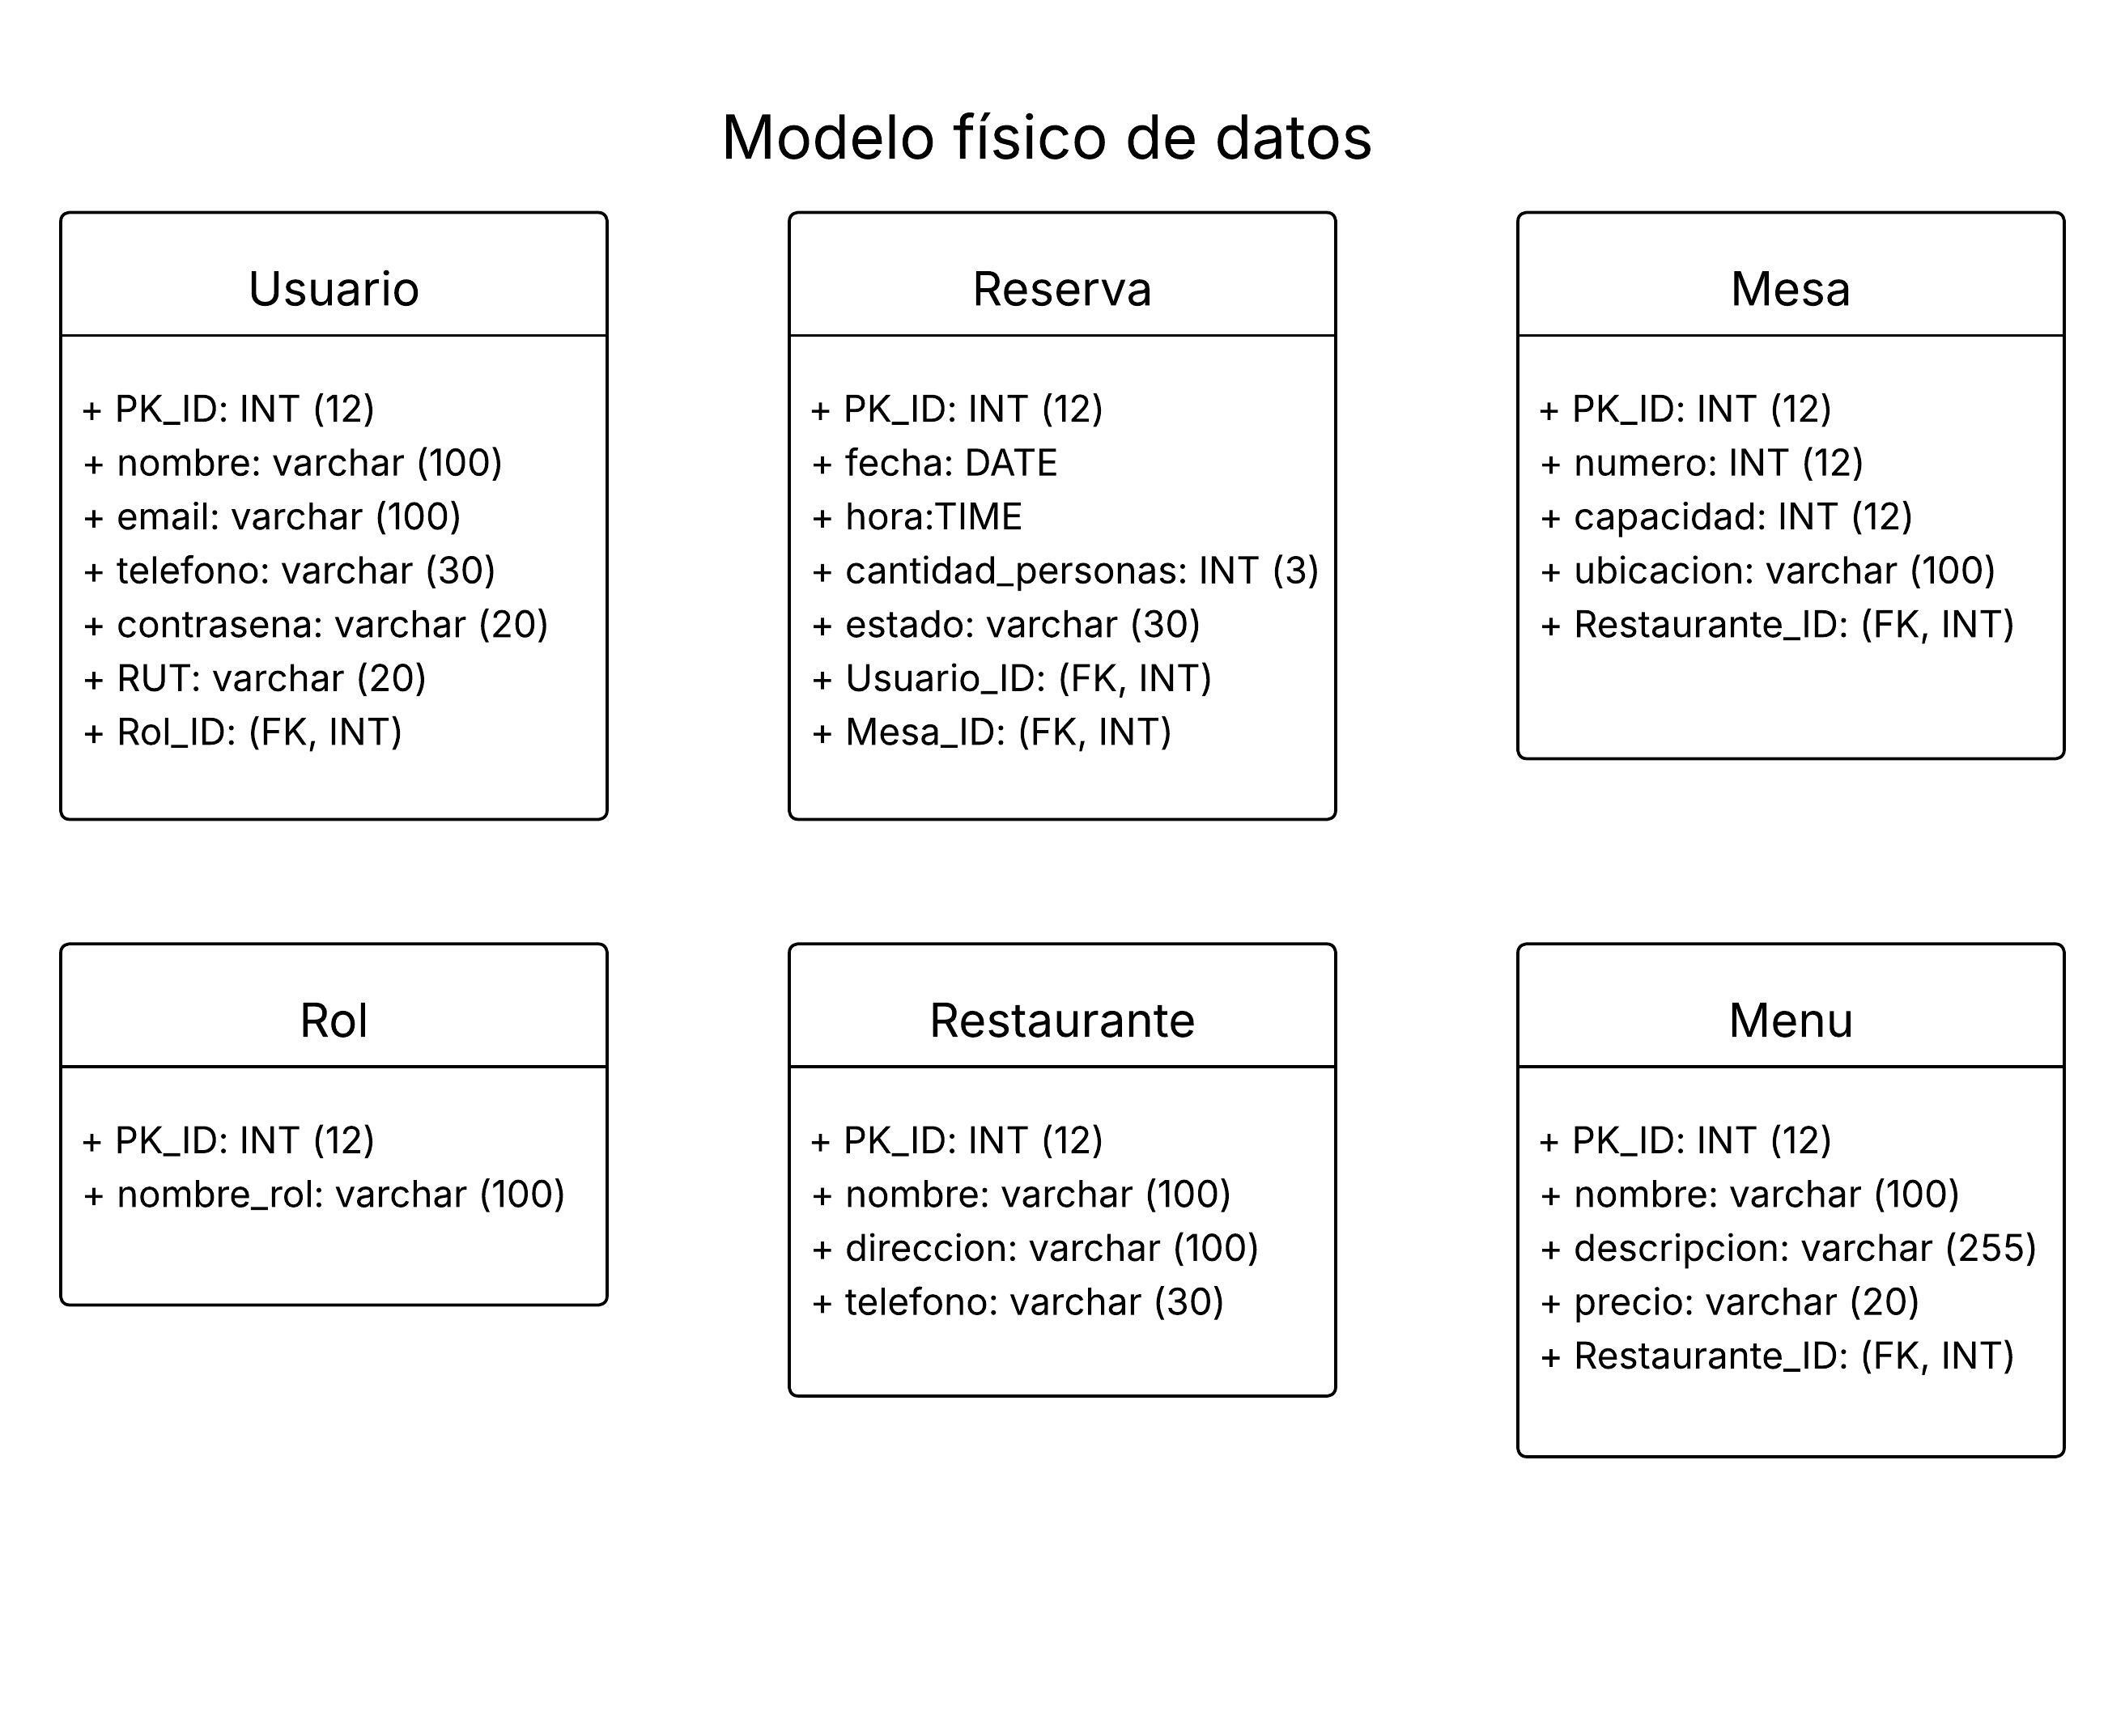 Modelo físico de datos
Usuario
+ PK_ID: INT (12)
+ nombre: varchar (100)
+ email: varchar (100)
+ telefono: varchar (30)
+ contrasena: varchar (20)
+ RUT: varchar (20)
+ Rol_ID: (FK, INT)
Reserva
+ PK_ID: INT (12)
+ fecha: DATE
+ hora:TIME
+ cantidad_personas: INT (3)
+ estado: varchar (30)
+ Usuario_ID: (FK, INT)
+ Mesa_ID: (FK, INT)
Mesa
+ PK_ID: INT (12)
+ numero: INT (12)
+ capacidad: INT (12)
+ ubicacion: varchar (100)
+ Restaurante_ID: (FK, INT)
Rol
+ PK_ID: INT (12)
+ nombre_rol: varchar (100)
Restaurante
+ PK_ID: INT (12)
+ nombre: varchar (100)
+ direccion: varchar (100)
+ telefono: varchar (30)
Menu
+ PK_ID: INT (12)
+ nombre: varchar (100)
+ descripcion: varchar (255)
+ precio: varchar (20)
+ Restaurante_ID: (FK, INT)